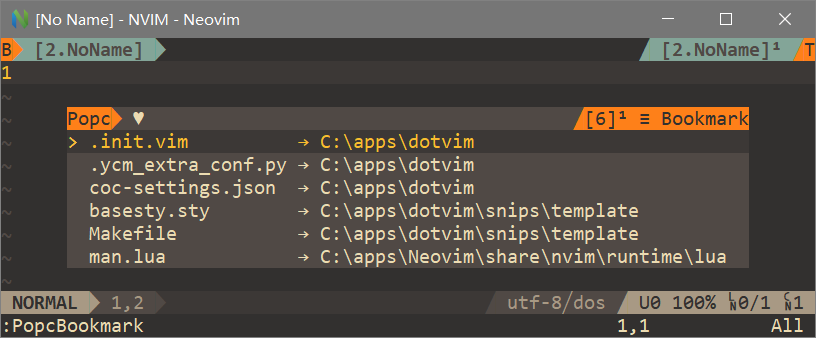 [No Name] - NVIM - Neovim
B [2.NoName] [2.NoName]¹ T
1
~
~ Popc ♥ [6]¹ ≡ Bookmark
~ > .init.vim → C:\apps\dotvim
~ .ycm_extra_conf.py → C:\apps\dotvim
~ coc-settings.json → C:\apps\dotvim
~ basesty.sty → C:\apps\dotvim\snips\template
~ Makefile → C:\apps\dotvim\snips\template
~ man.lua → C:\apps\Neovim\share\nvim\runtime\lua
~
NORMAL 1,2 utf-8/dos U0 100% LN0/1 CN1
:PopcBookmark 1,1 All